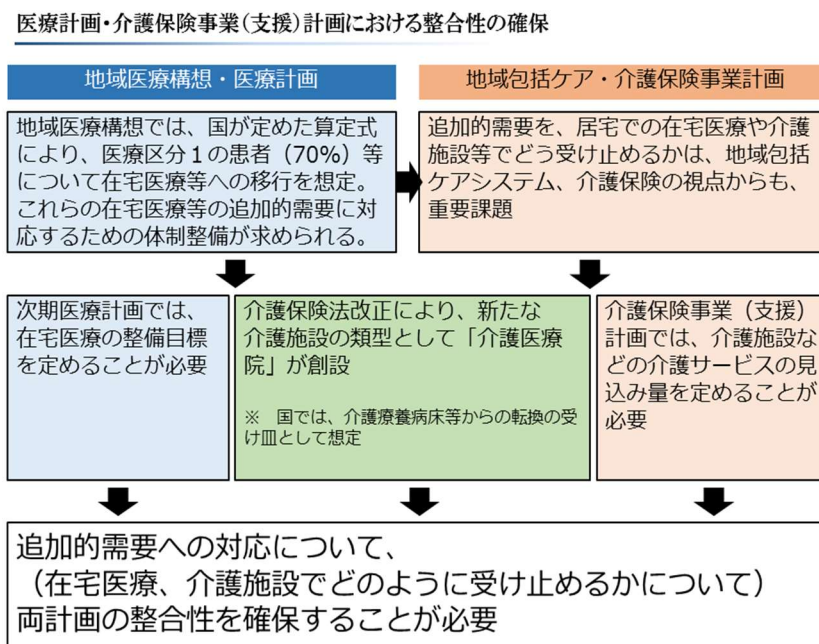 医療計画・介護保険事業(支援)計画における整合性の確保
地域医療構想・医療計画
地域包括ケア・介護保険事業計画
地域医療構想では、国が定めた算定式
により、医療区分1の患者(70%)等
について在宅医療等への移行を想定。
これらの在宅医療等の追加的需要に対
応するための体制整備が求められる。
追加的需要を、居宅での在宅医療や介護
施設等でどう受け止めるかは、地域包括
ケアシステム、介護保険の視点からも、
重要課題
次期医療計画では、
在宅医療の整備目標
を定めることが必要
介護保険法改正により、新たな
介護施設の類型として「介護医療
院」が創設
※ 国では、介護療養病床等からの転換の受
け皿として想定
介護保険事業(支援)
計画では、介護施設な
どの介護サービスの見
込み量を定めることが
必要
追加的需要への対応について、
(在宅医療、介護施設でどのように受け止めるかについて)
両計画の整合性を確保することが必要